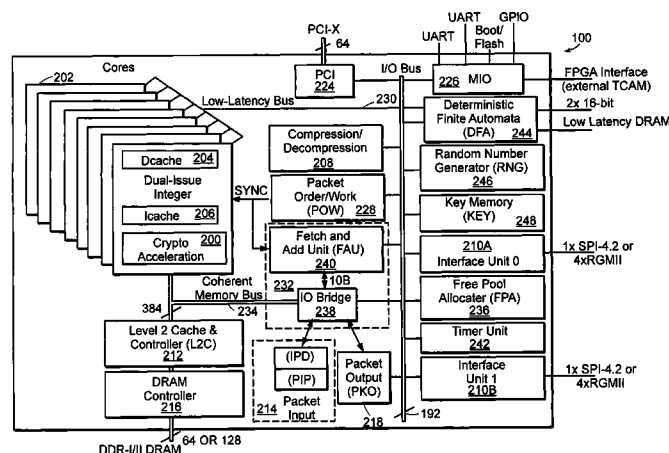 PCI-X
64
UART
UART
Boot/
Flash
GPIO
100
202
Cores
PCI
224
I/O Bus
226
MIO
FPGA Interface
(external TCAM)
Low-Latency Bus
230
Deterministic
Finite Automata
(DFA)
244
2x 16-bit
Low Latency DRAM
Compression/
Decompression
208
Dcache
204
Dual-Issue
Integer
Icache
206
Crypto
Acceleration
200
SYNC
Packet
Order/Work
(POW)
228
Random Number
Generator (RNG)
246
Key Memory
(KEY)
248
Fetch and
Add Unit (FAU)
240
210A
Interface Unit 0
1x SPI-4.2 or
4xRGMII
Coherent
Memory Bus
234
232
10B
IO Bridge
238
Free Pool
Allocater (FPA)
236
384
Level 2 Cache &
Controller (L2C)
212
Timer Unit
242
(IPD)
(PIP)
214
Packet
Input
Packet
Output
(PKO)
218
Interface
Unit 1
210B
1x SPI-4.2 or
4xRGMII
DRAM
Controller
216
192
64 OR 128
DDR-I/II DRAM